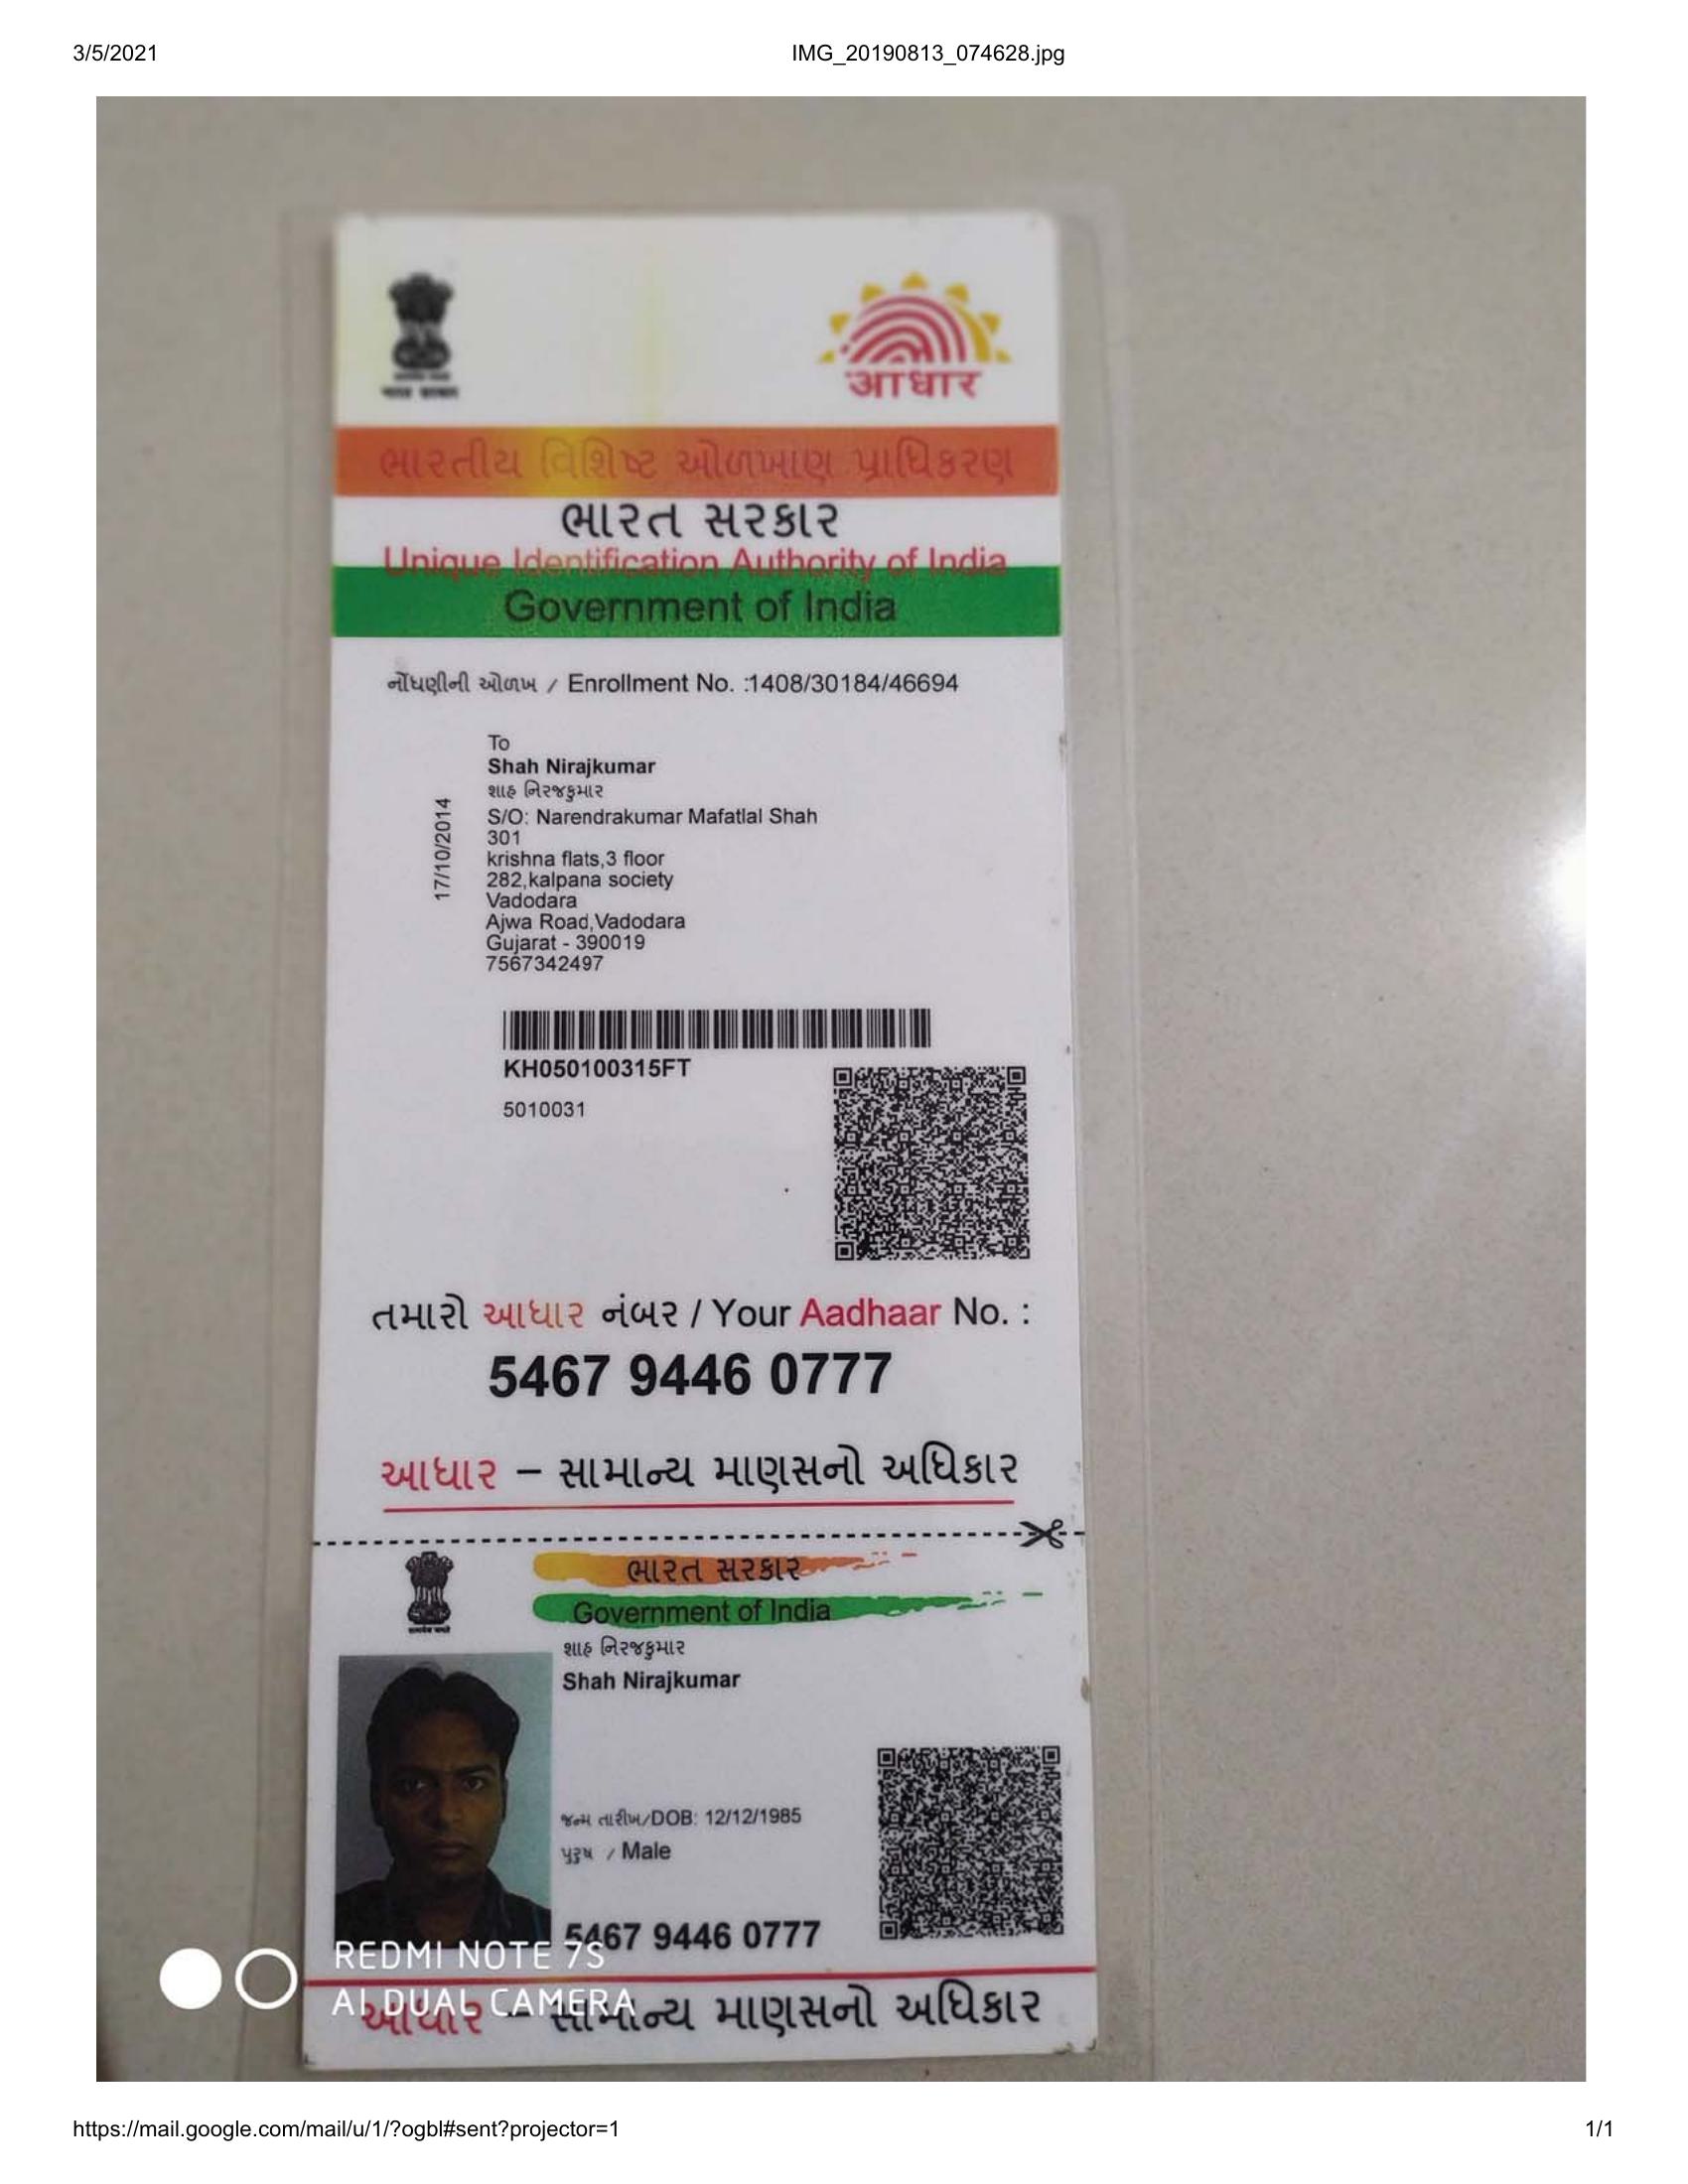 3/5/2021 IMG_20190813_074628.jpg
आधार
ભારતીય વિશિષ્ટ ઓળખાણ પ્રાધિકરણ
ભારત સરકાર
Unique Identification Authority of India
Government of India
નોંધણીની ઓળખ / Enrollment No. :1408/30184/46694
17/10/2014
To
Shah Nirajkumar
શાહ નિરજકુમાર
S/O: Narendrakumar Mafatlal Shah
301
krishna flats,3 floor
282,kalpana society
Vadodara
Ajwa Road,Vadodara
Gujarat - 390019
7567342497
KH050100315FT
5010031
તમારો આધાર નંબર / Your Aadhaar No. :
5467 9446 0777
આધાર – સામાન્ય માણસનો અધિકાર
ભારત સરકાર
Government of India
શાહ નિરજકુમાર
Shah Nirajkumar
જન્મ તારીખ/DOB: 12/12/1985
પુરૂષ / Male
5467 9446 0777
REDMI NOTE 7S
AI DUAL CAMERA
આધાર – સામાન્ય માણસનો અધિકાર
https://mail.google.com/mail/u/1/?ogbl#sent?projector=1 1/1